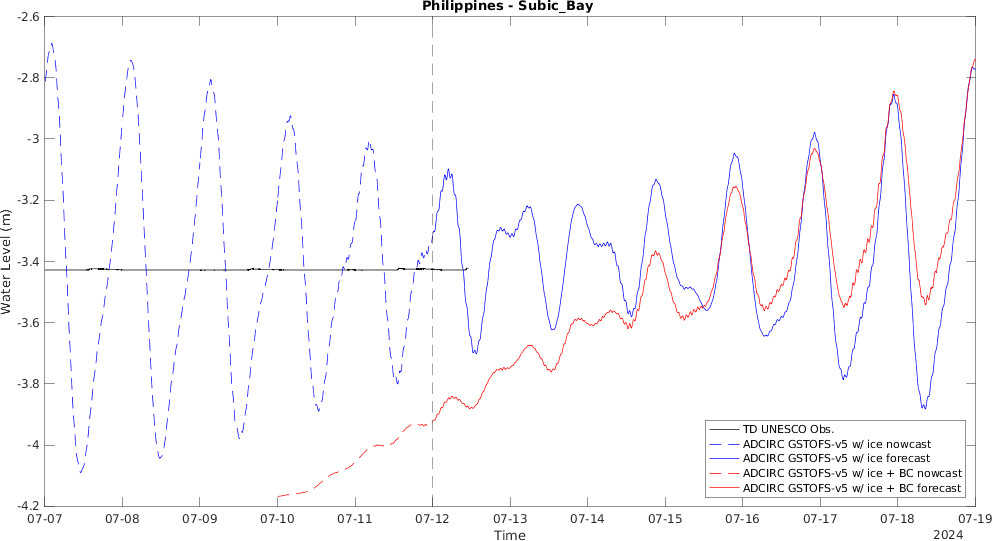 Philippines - Subic_Bay
Water Level (m)
-2.6
-2.8
-3
-3.2
-3.4
-3.6
-3.8
-4
-4.2
TD UNESCO Obs.
ADCIRC GSTOFS-v5 w/ ice nowcast
ADCIRC GSTOFS-v5 w/ ice forecast
ADCIRC GSTOFS-v5 w/ ice + BC nowcast
ADCIRC GSTOFS-v5 w/ ice + BC forecast
07-07 07-08 07-09 07-10 07-11 07-12 07-13 07-14 07-15 07-16 07-17 07-18 07-19
Time 2024